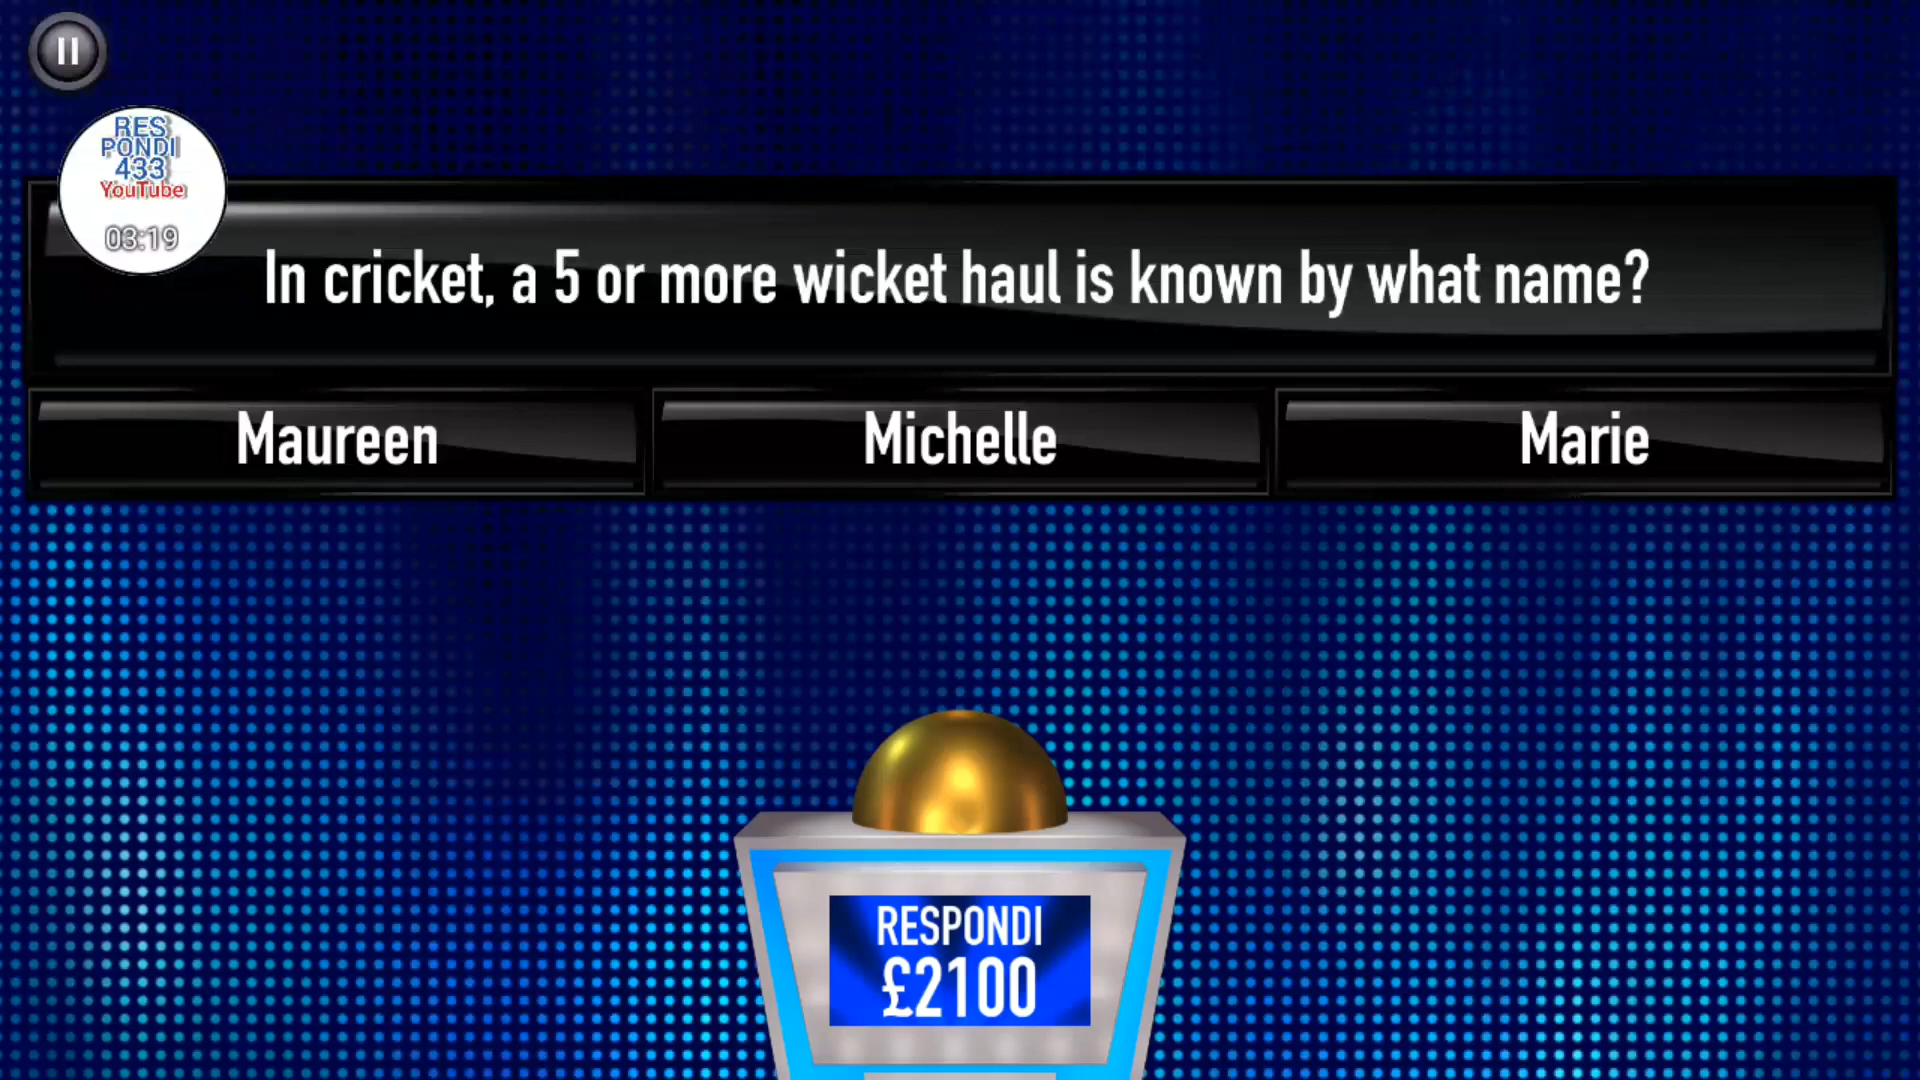 RES
PONDI
433
YouTube
03:19
In cricket, a 5 or more wicket haul is known by what name?
Maureen
Michelle
Marie
RESPONDI
£2100